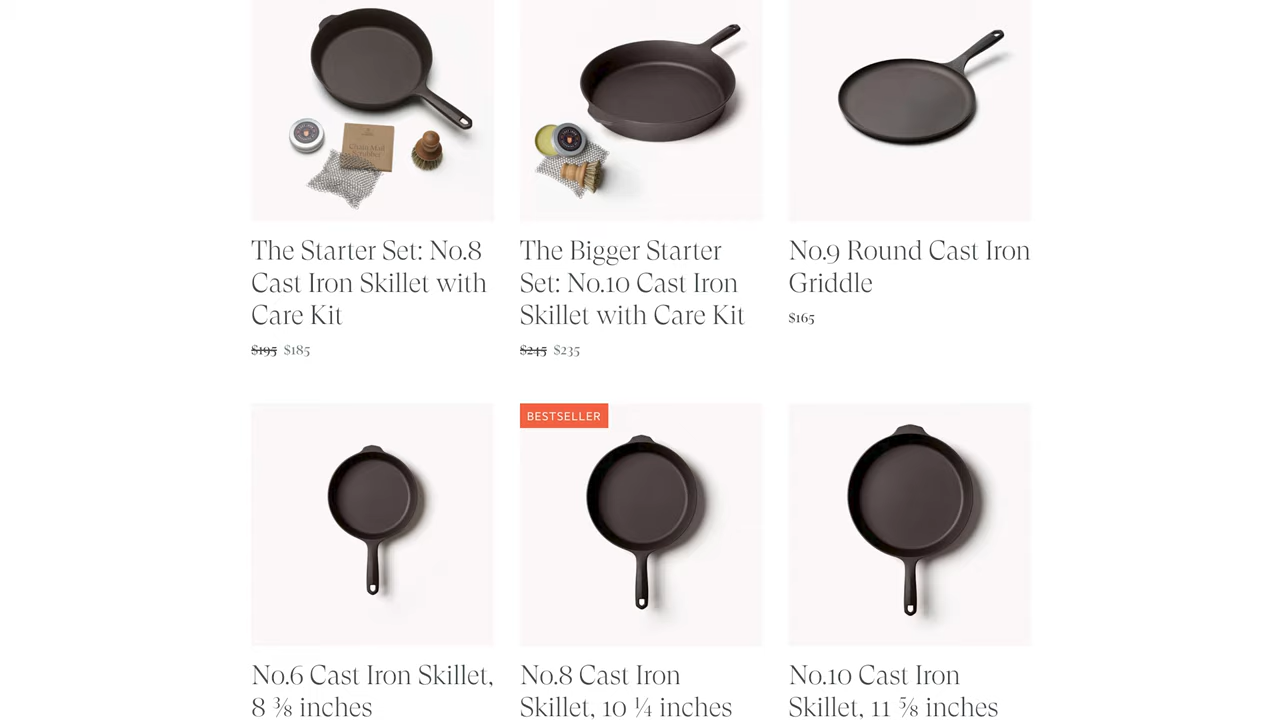 Chain Mail
Scrubber
The Starter Set: No.8
Cast Iron Skillet with
Care Kit
$195 $185
The Bigger Starter
Set: No.10 Cast Iron
Skillet with Care Kit
$245 $235
No.9 Round Cast Iron
Griddle
$165
BESTSELLER
No.6 Cast Iron Skillet,
8 ⅜ inches
No.8 Cast Iron
Skillet, 10 ¼ inches
No.10 Cast Iron
Skillet, 11 ⅝ inches